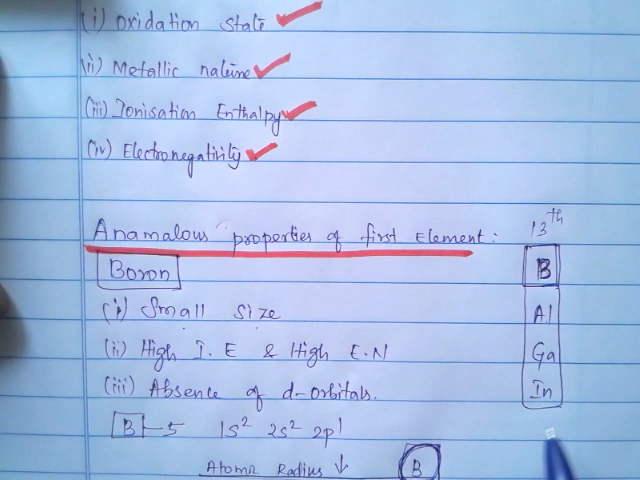 (i) Oxidation State
(ii) Metallic nature
(iii) Ionisation Enthalpy
(iv) Electronegativity
Anamalous properties of first Element:
13th
Boron
B
(i) Small Size
Al
(ii) High I.E & High E.N
Ga
(iii) Absence of d-orbitals.
In
B - 5 1s² 2s² 2p¹
Atomic Radius ↓ B